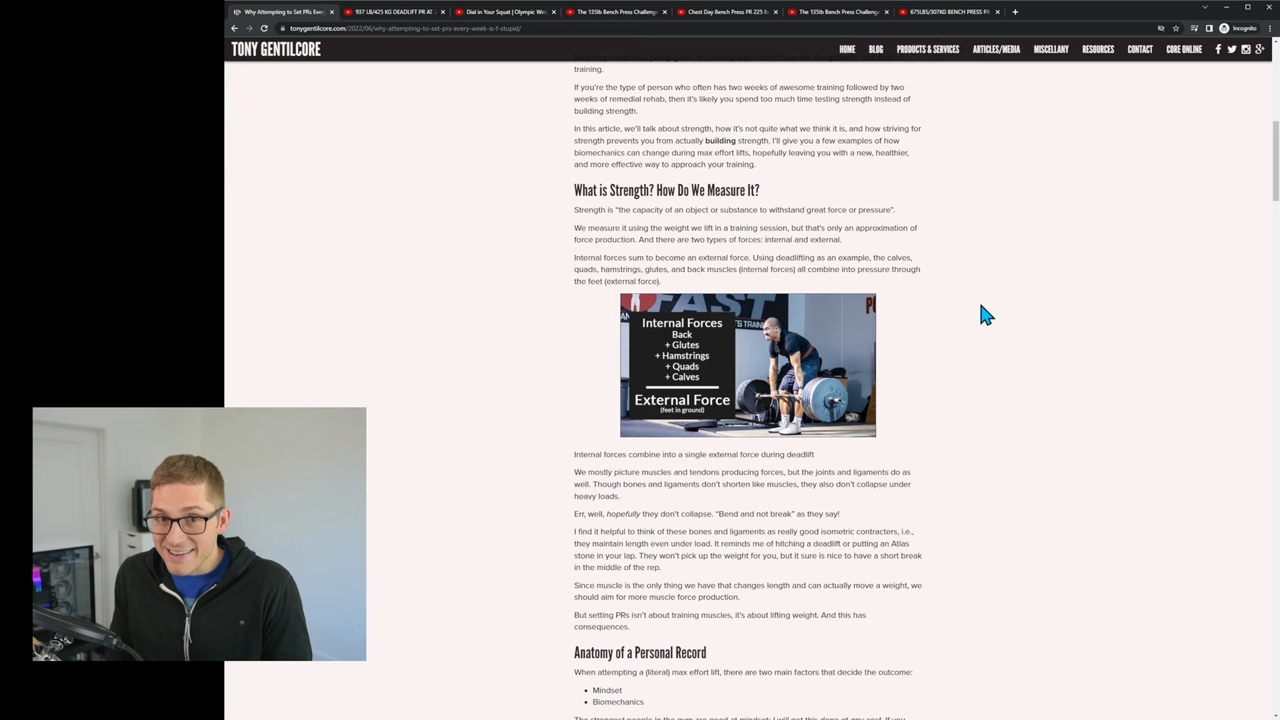 Why Attempting to Set PRs Ever
937 LB/425 KG DEADLIFT PR AT
Dial in Your Squat | Olympic We
The 135lb Bench Press Challeng
Chest Day Bench Press PR 225 l
The 135lb Bench Press Challeng
675LBS/307KG BENCH PRESS PR
tonygentilcore.com/2022/06/why-attempting-to-set-prs-every-week-is-f-stupid/
Incognito
TONY GENTILCORE
HOME BLOG PRODUCTS & SERVICES ARTICLES/MEDIA MISCELLANY RESOURCES CONTACT CORE ONLINE
training.
If you're the type of person who often has two weeks of awesome training followed by two
weeks of remedial rehab, then it's likely you spend too much time testing strength instead of
building strength.
In this article, we'll talk about strength, how it's not quite what we think it is, and how striving for
strength prevents you from actually building strength. I'll give you a few examples of how
biomechanics can change during max effort lifts, hopefully leaving you with a new, healthier,
and more effective way to approach your training.
What is Strength? How Do We Measure It?
Strength is "the capacity of an object or substance to withstand great force or pressure".
We measure it using the weight we lift in a training session, but that's only an approximation of
force production. And there are two types of forces: internal and external.
Internal forces sum to become an external force. Using deadlifting as an example, the calves,
quads, hamstrings, glutes, and back muscles (internal forces) all combine into pressure through
the feet (external force).
FAST
Internal Forces
Back
+ Glutes
+ Hamstrings
+ Quads
+ Calves
External Force
(feet in ground)
Internal forces combine into a single external force during deadlift
We mostly picture muscles and tendons producing forces, but the joints and ligaments do as
well. Though bones and ligaments don't shorten like muscles, they also don't collapse under
heavy loads.
Err, well, hopefully they don't collapse. "Bend and not break" as they say!
I find it helpful to think of these bones and ligaments as really good isometric contracters, i.e.,
they maintain length even under load. It reminds me of hitching a deadlift or putting an Atlas
stone in your lap. They won't pick up the weight for you, but it sure is nice to have a short break
in the middle of the rep.
Since muscle is the only thing we have that changes length and can actually move a weight, we
should aim for more muscle force production.
But setting PRs isn't about training muscles, it's about lifting weight. And this has
consequences.
Anatomy of a Personal Record
When attempting a (literal) max effort lift, there are two main factors that decide the outcome:
• Mindset
• Biomechanics
The strongest people in the gym are good at mindset: I will get this done at any cost. If you